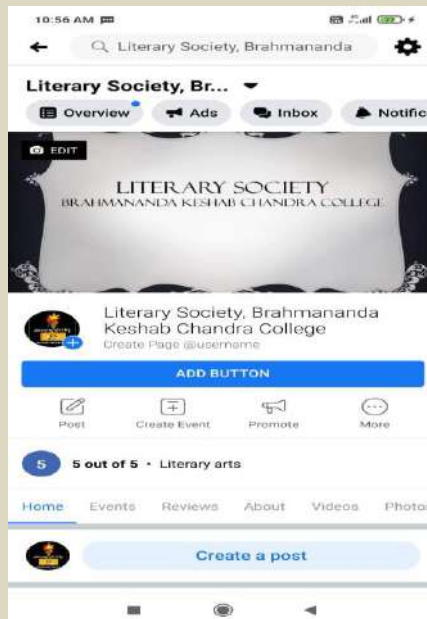 10:56 AM
Literary Society, Brahmananda
Literary Society, Br...
Overview
Ads
Inbox
Notific
EDIT
LITERARY SOCIETY
BRAHMANANDA KESHAB CHANDRA COLLEGE
Literary Society, Brahmananda
Keshab Chandra College
Create Page @username
ADD BUTTON
Post
Create Event
Promote
More
5
5 out of 5 · Literary arts
Home
Events
Reviews
About
Videos
Photo
Create a post